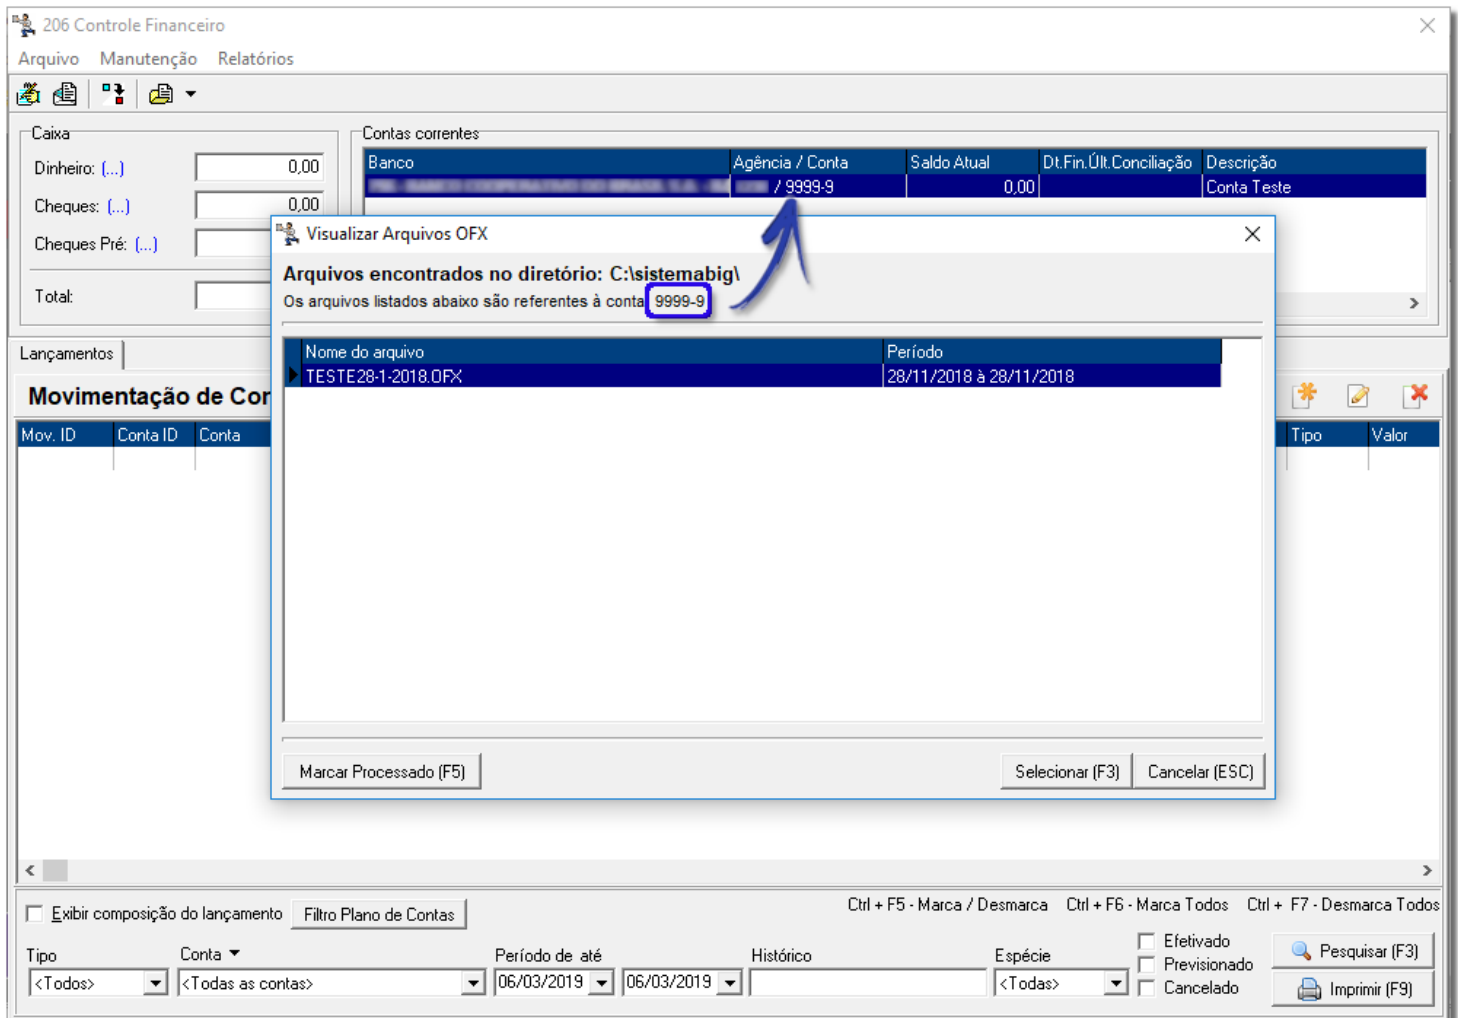 206 Controle Financeiro
Arquivo Manutenção Relatórios
Caixa
Dinheiro: (...) 0,00
Cheques: (...) 0,00
Cheques Pré: (...)
Total:
Contas correntes
Banco Agência / Conta Saldo Atual Dt.Fin.Últ.Conciliação Descrição
/ 9999-9 0,00 Conta Teste
Visualizar Arquivos OFX
Arquivos encontrados no diretório: C:\sistemabig\
Os arquivos listados abaixo são referentes à conta 9999-9
Nome do arquivo Período
TESTE28-1-2018.OFX 28/11/2018 à 28/11/2018
Marcar Processado (F5) Selecionar (F3) Cancelar (ESC)
Lançamentos
Movimentação de Cor
Mov. ID Conta ID Conta Tipo Valor
Exibir composição do lançamento Filtro Plano de Contas Ctrl + F5 - Marca / Desmarca Ctrl + F6 - Marca Todos Ctrl + F7 - Desmarca Todos
Tipo Conta Período de até Histórico Espécie
<Todos> <Todas as contas> 06/03/2019 06/03/2019 <Todas>
Efetivado
Previsionado
Cancelado
Pesquisar (F3)
Imprimir (F9)